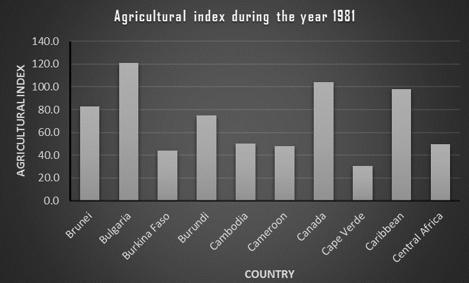 Agricultural index during the year 1981
AGRICULTURAL INDEX
140.0
120.0
100.0
80.0
60.0
40.0
20.0
0.0
Brunei
Bulgaria
Burkina Faso
Burundi
Cambodia
Cameroon
Canada
Cape Verde
Caribbean
Central Africa
COUNTRY